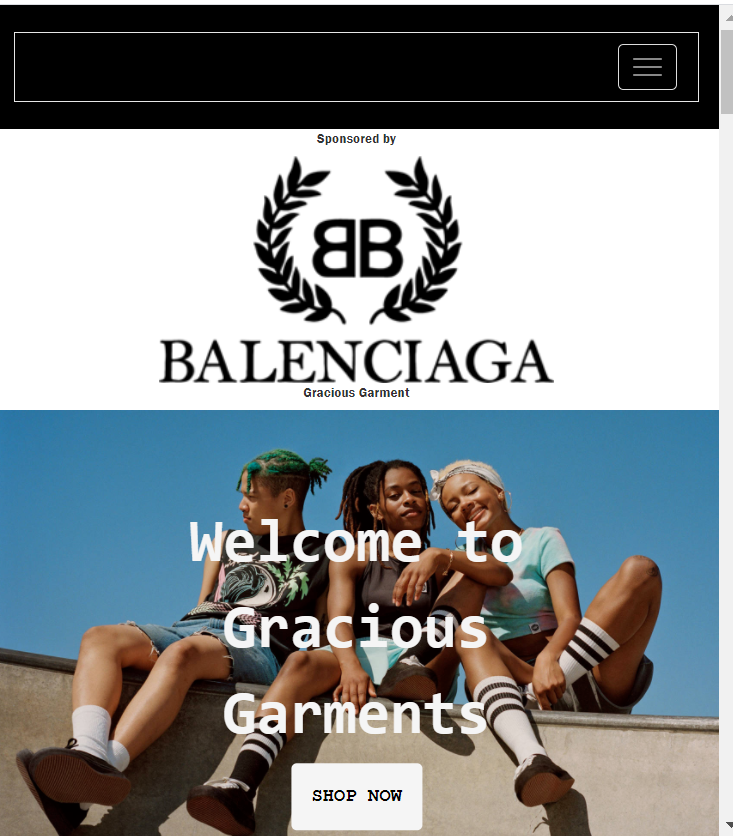 Sponsored by
BB
BALENCIAGA
Gracious Garment
Welcome to
Gracious
Garments
SHOP NOW